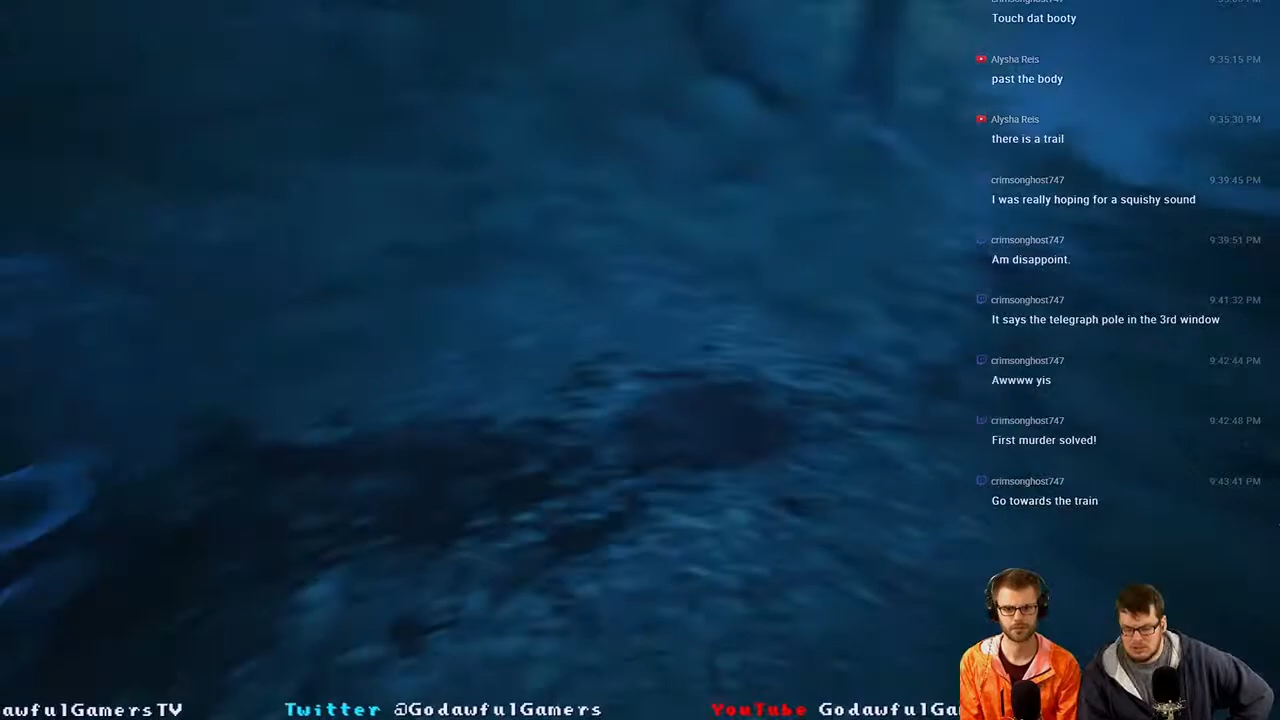 Touch dat booty
Alysha Reis 9:35:15 PM
past the body
Alysha Reis 9:35:30 PM
there is a trail
crimsonghost747 9:39:45 PM
I was really hoping for a squishy sound
crimsonghost747 9:39:51 PM
Am disappoint.
crimsonghost747 9:41:32 PM
It says the telegraph pole in the 3rd window
crimsonghost747 9:42:44 PM
Awwww yis
crimsonghost747 9:42:48 PM
First murder solved!
crimsonghost747 9:43:41 PM
Go towards the train
awfulGamersTV Twitter @GodawfulGamers YouTube GodawfulGa